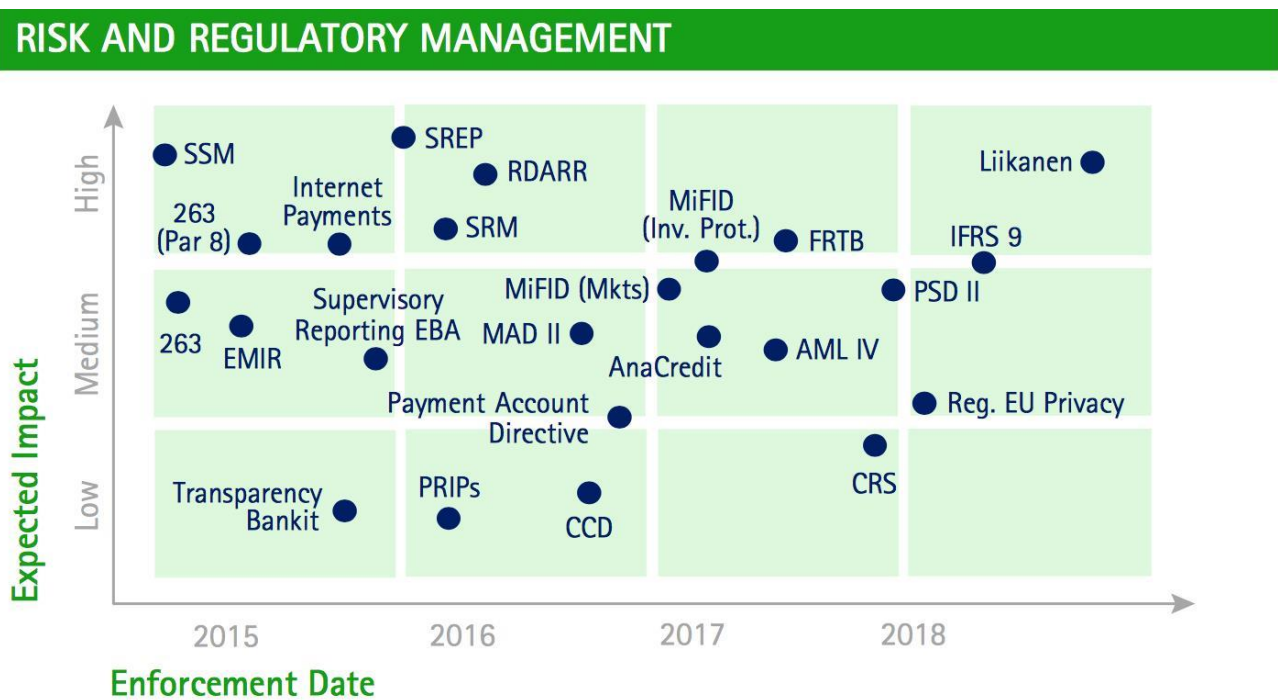 RISK AND REGULATORY MANAGEMENT
High
Medium
Low
Expected Impact
SSM
SREP
RDARR
Liikanen
Internet
Payments
263
(Par 8)
SRM
MiFID
(Inv. Prot.)
FRTB
IFRS 9
263
EMIR
Supervisory
Reporting EBA
MAD II
MiFID (Mkts)
AnaCredit
AML IV
PSD II
Payment Account
Directive
Reg. EU Privacy
Transparency
Bankit
PRIPs
CCD
CRS
2015
2016
2017
2018
Enforcement Date